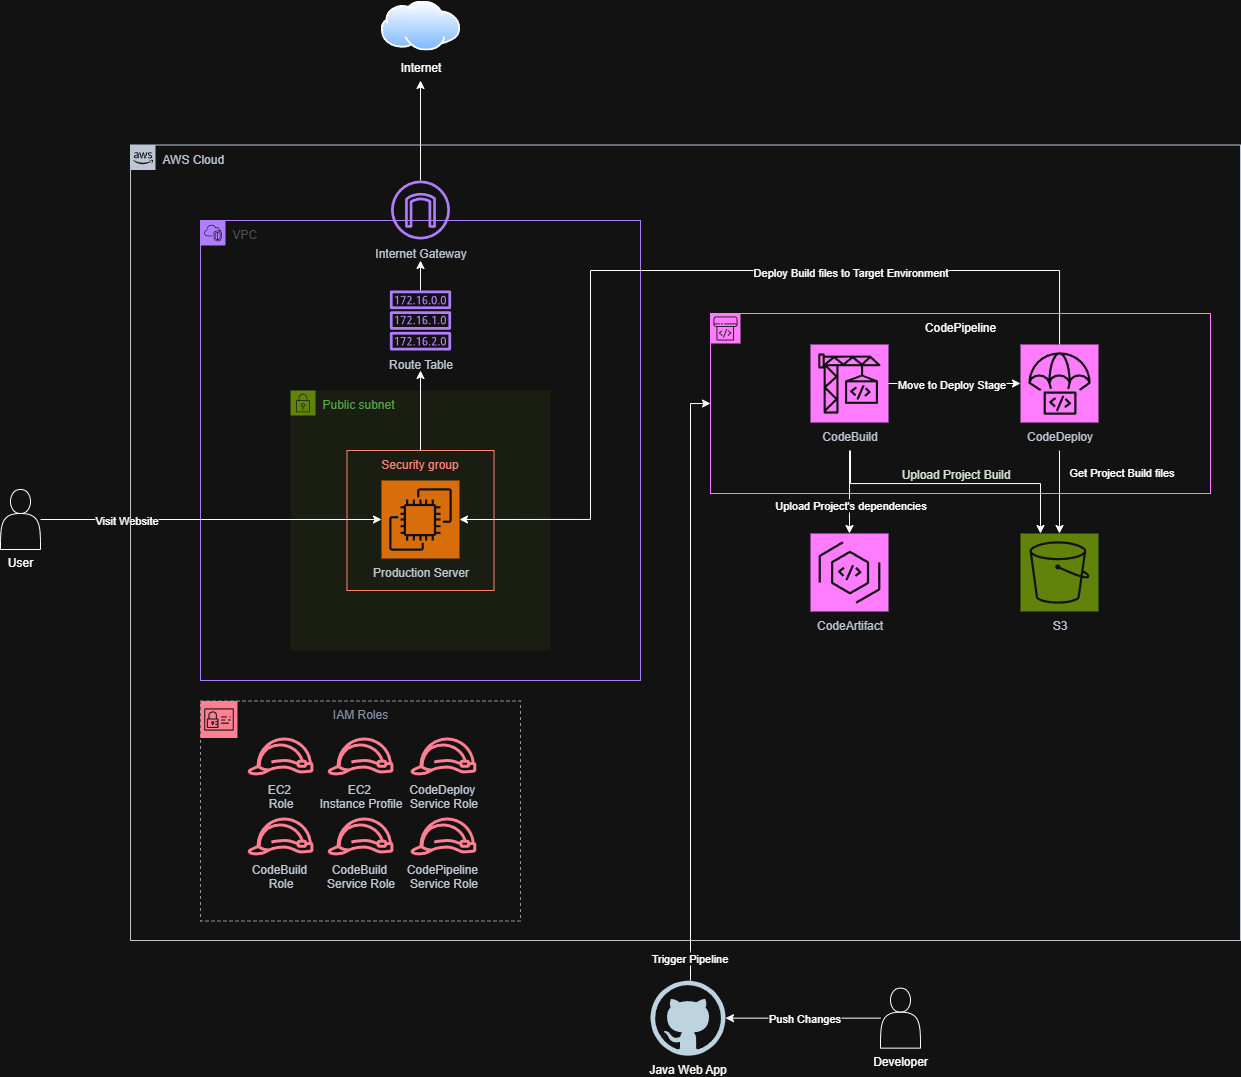 Internet
aws
AWS Cloud
VPC
Internet Gateway
172.16.0.0
172.16.1.0
172.16.2.0
Route Table
Deploy Build files to Target Environment
CodePipeline
Public subnet
Move to Deploy Stage
CodeBuild
CodeDeploy
Security group
Upload Project Build
Get Project Build files
Upload Project's dependencies
Visit Website
User
Production Server
CodeArtifact
S3
IAM Roles
EC2
Role
EC2
Instance Profile
CodeDeploy
Service Role
CodeBuild
Role
CodeBuild
Service Role
CodePipeline
Service Role
Trigger Pipeline
Push Changes
Java Web App
Developer